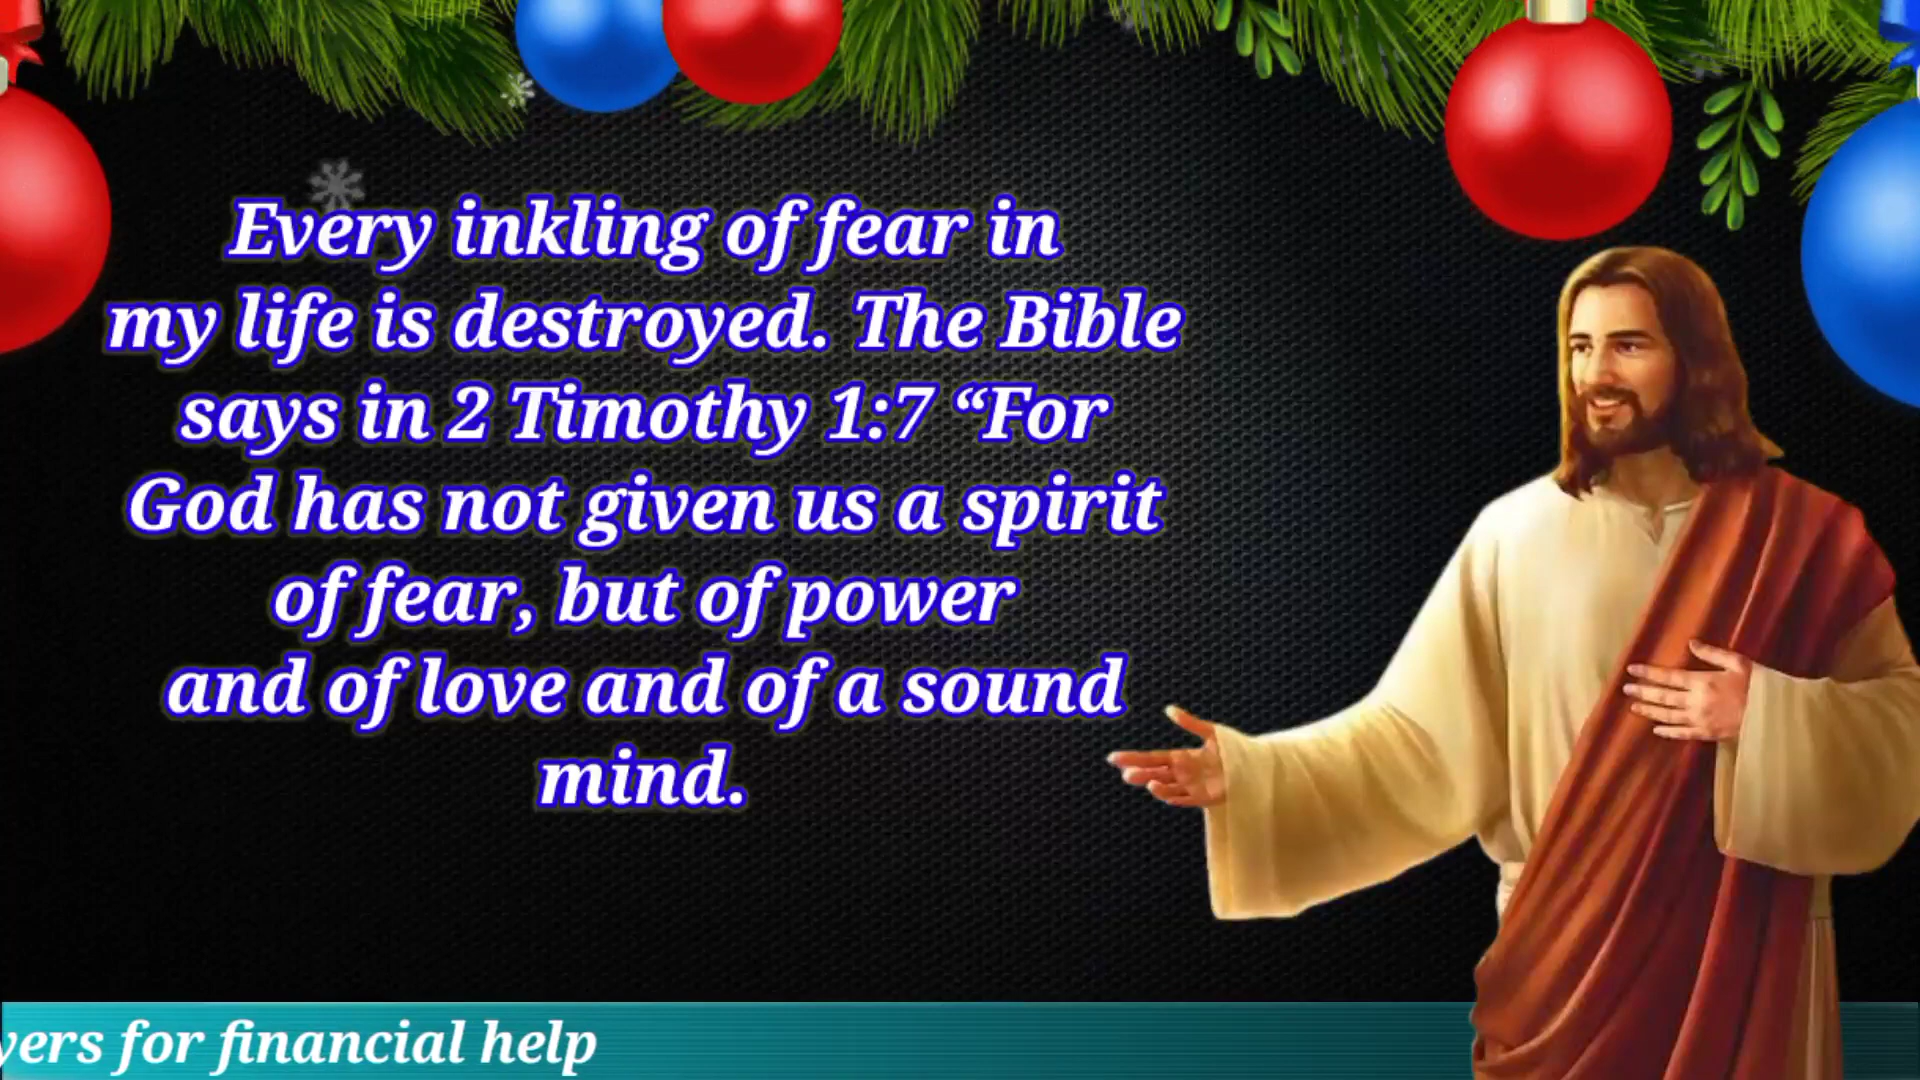 Every inkling of fear in
my life is destroyed. The Bible
says in 2 Timothy 1:7 “For
God has not given us a spirit
of fear, but of power
and of love and of a sound
mind.
for financial help